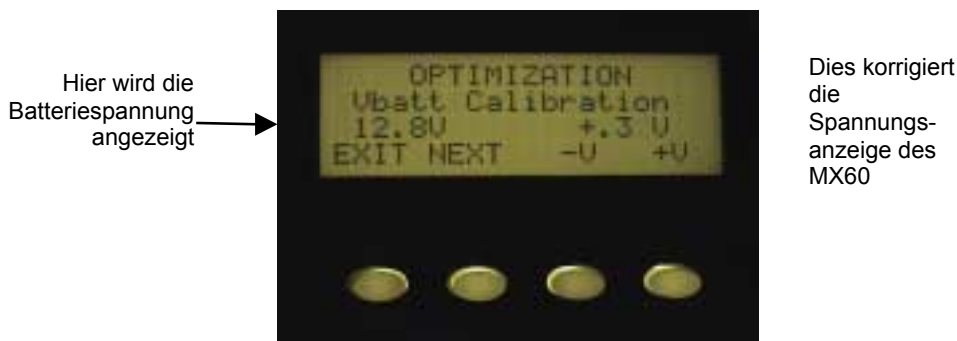 Hier wird die
Batteriespannung
angezeigt
OPTIMIZATION
Vbatt Calibration
12.8V +.3 V
EXIT NEXT -V +V
Dies korrigiert
die
Spannungs-
anzeige des
MX60